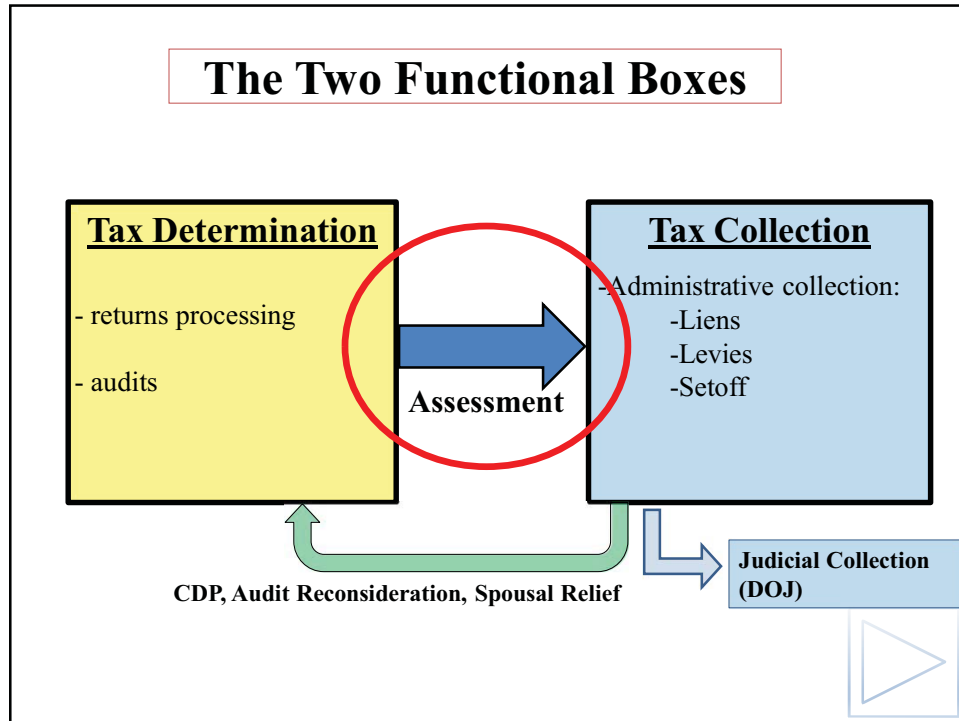 The Two Functional Boxes
Tax Determination
- returns processing
- audits
Assessment
Tax Collection
-Administrative collection:
-Liens
-Levies
-Setoff
CDP, Audit Reconsideration, Spousal Relief
Judicial Collection
(DOJ)